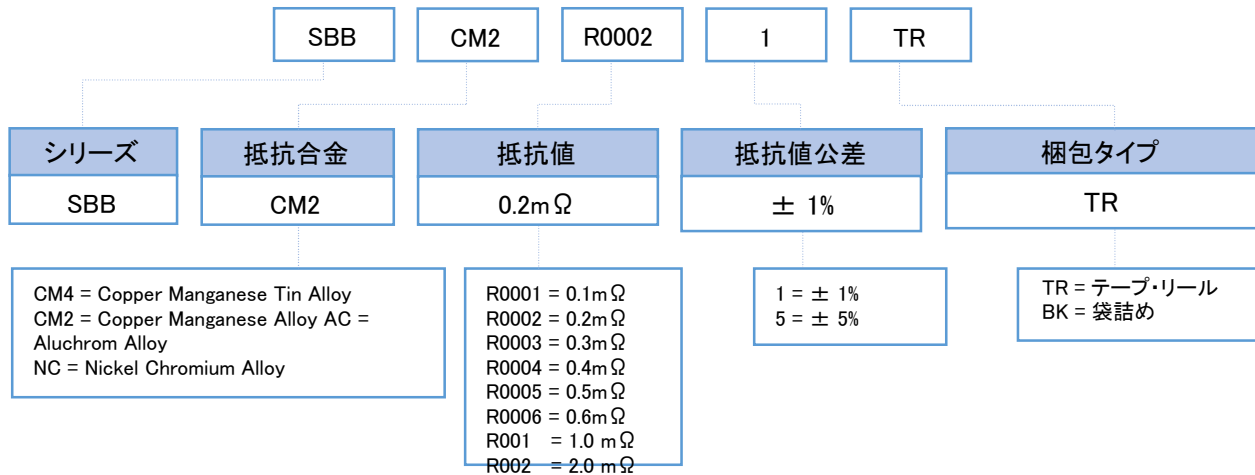 SBB
CM2
R0002
1
TR
シリーズ
抵抗合金
抵抗値
抵抗値公差
梱包タイプ
SBB
CM2
0.2mΩ
± 1%
TR
CM4 = Copper Manganese Tin Alloy
CM2 = Copper Manganese Alloy AC =
Aluchrom Alloy
NC = Nickel Chromium Alloy
R0001 = 0.1mΩ
R0002 = 0.2mΩ
R0003 = 0.3mΩ
R0004 = 0.4mΩ
R0005 = 0.5mΩ
R0006 = 0.6mΩ
R001 = 1.0 mΩ
R002 = 2.0 mΩ
1 = ± 1%
5 = ± 5%
TR = テープ・リール
BK = 袋詰め